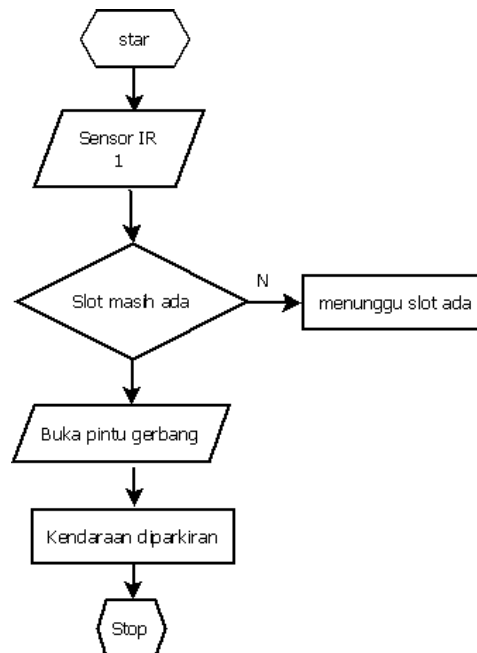 star
Sensor IR
1
Slot masih ada
N
menunggu slot ada
Buka pintu gerbang
Kendaraan diparkiran
Stop